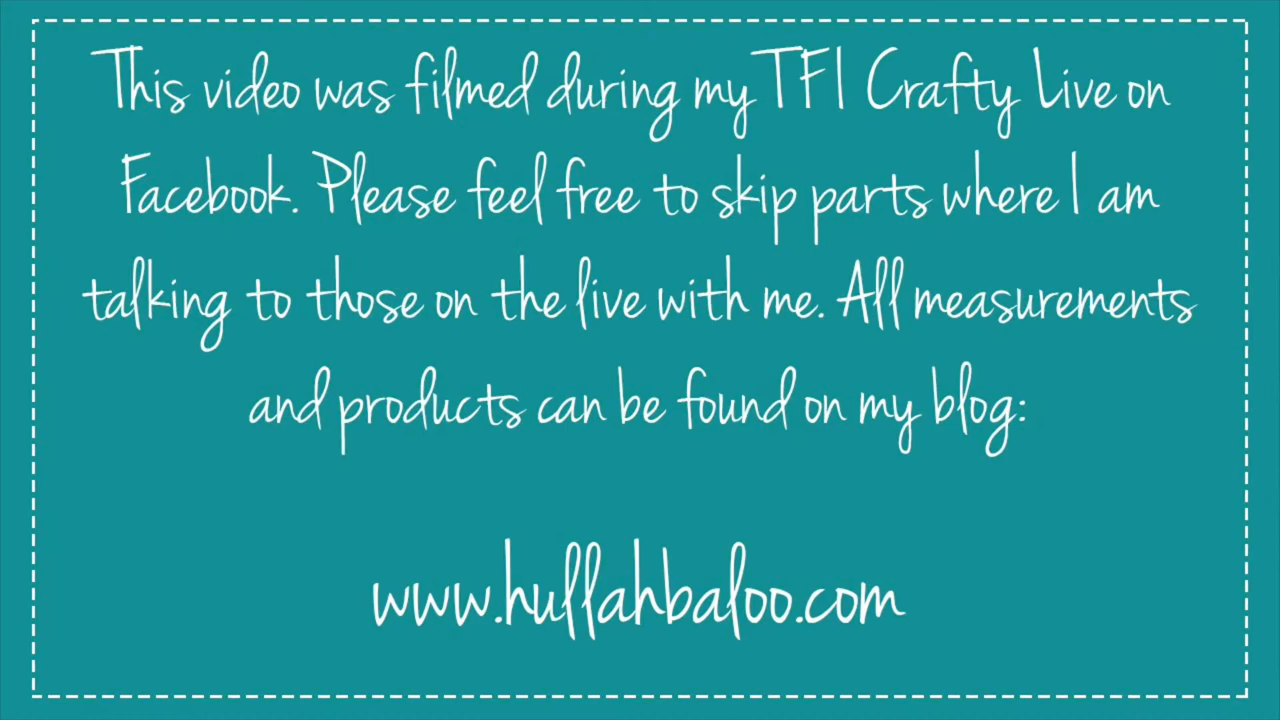 This video was filmed during my TFI Crafty Live on
Facebook. Please feel free to skip parts where I am
talking to those on the live with me. All measurements
and products can be found on my blog:
www.hullahbaloo.com